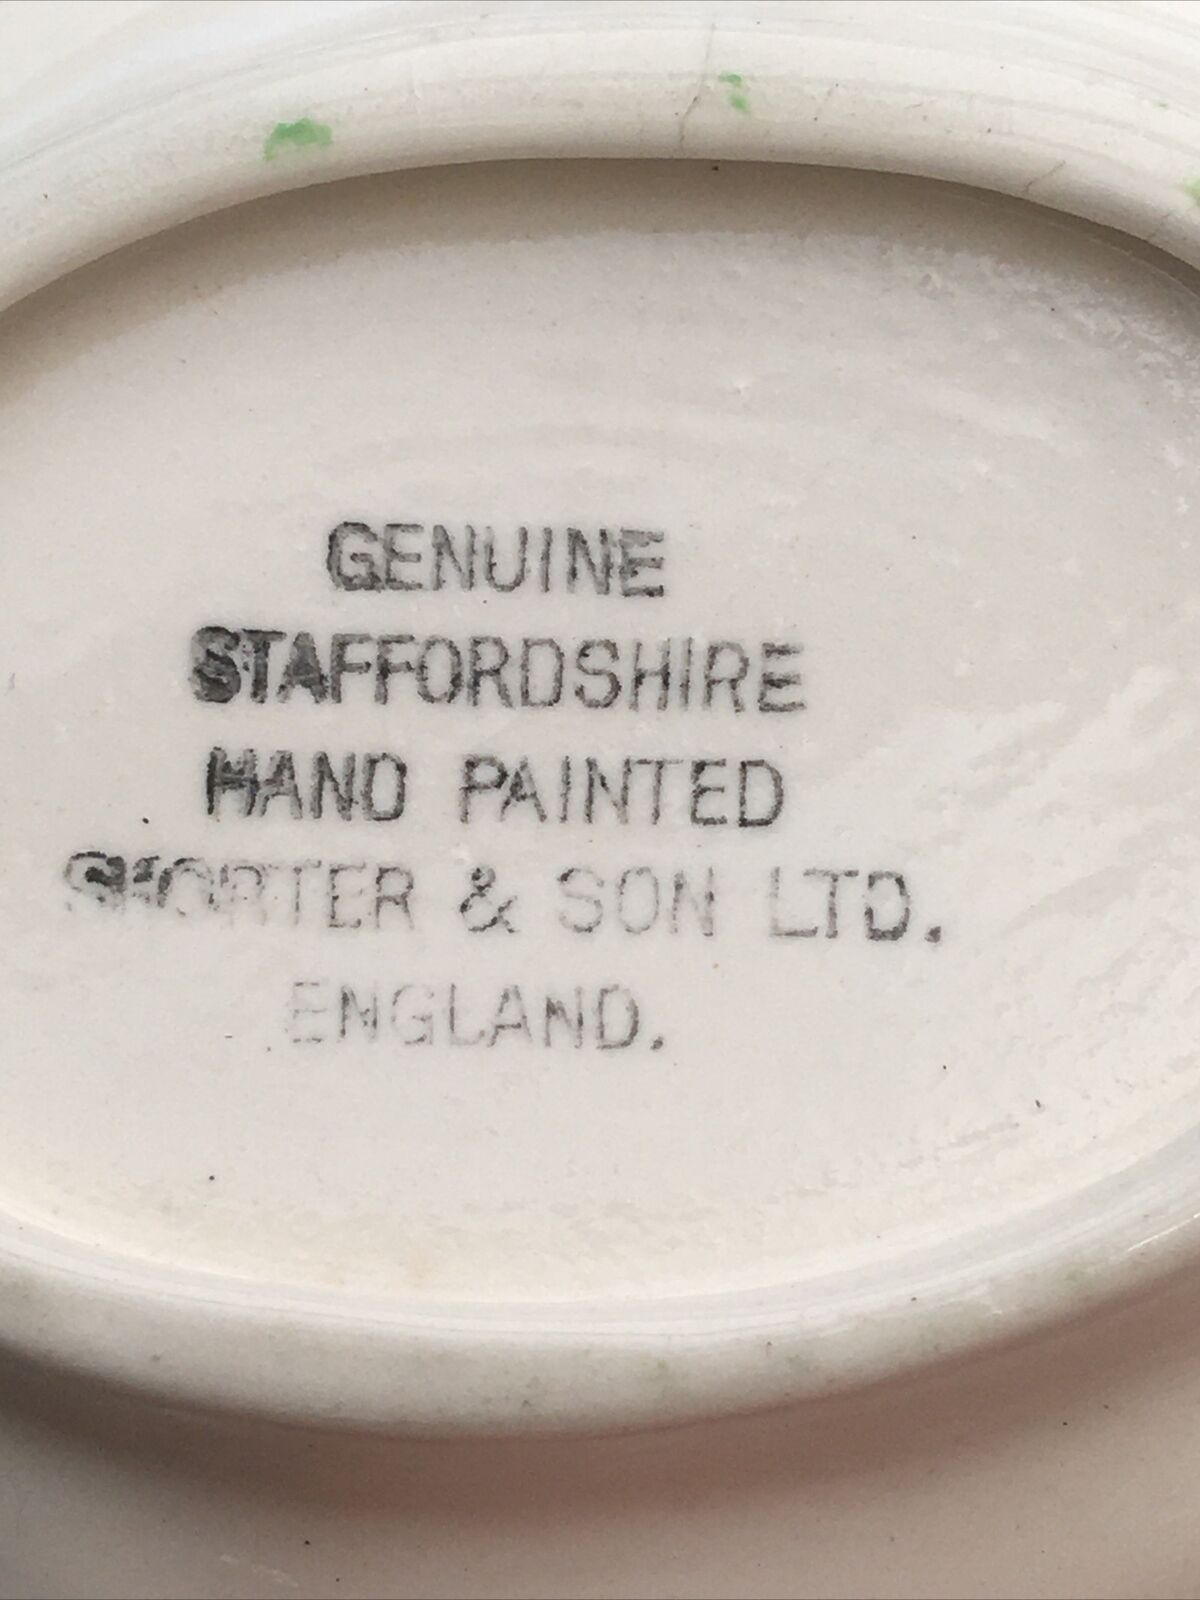 GENUINE
STAFFORDSHIRE
HAND PAINTED
SHORTER & SON LTD.
ENGLAND.